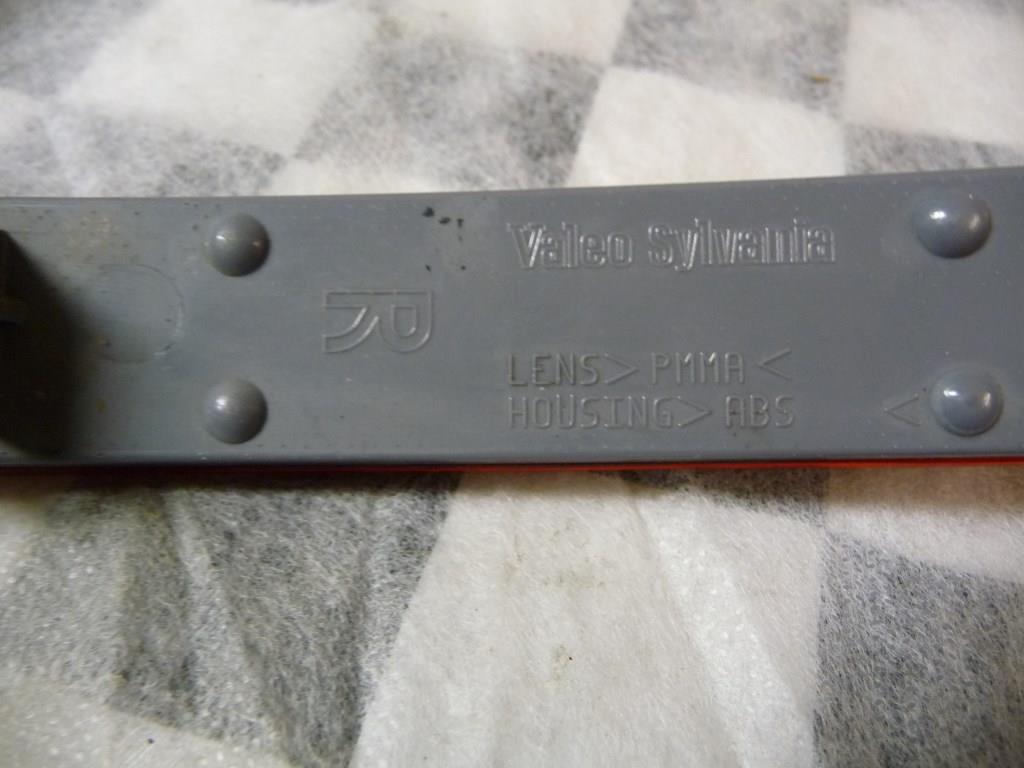 Valeo Sylvania
R
LENS>PMMA<
HOUSING>ABS <